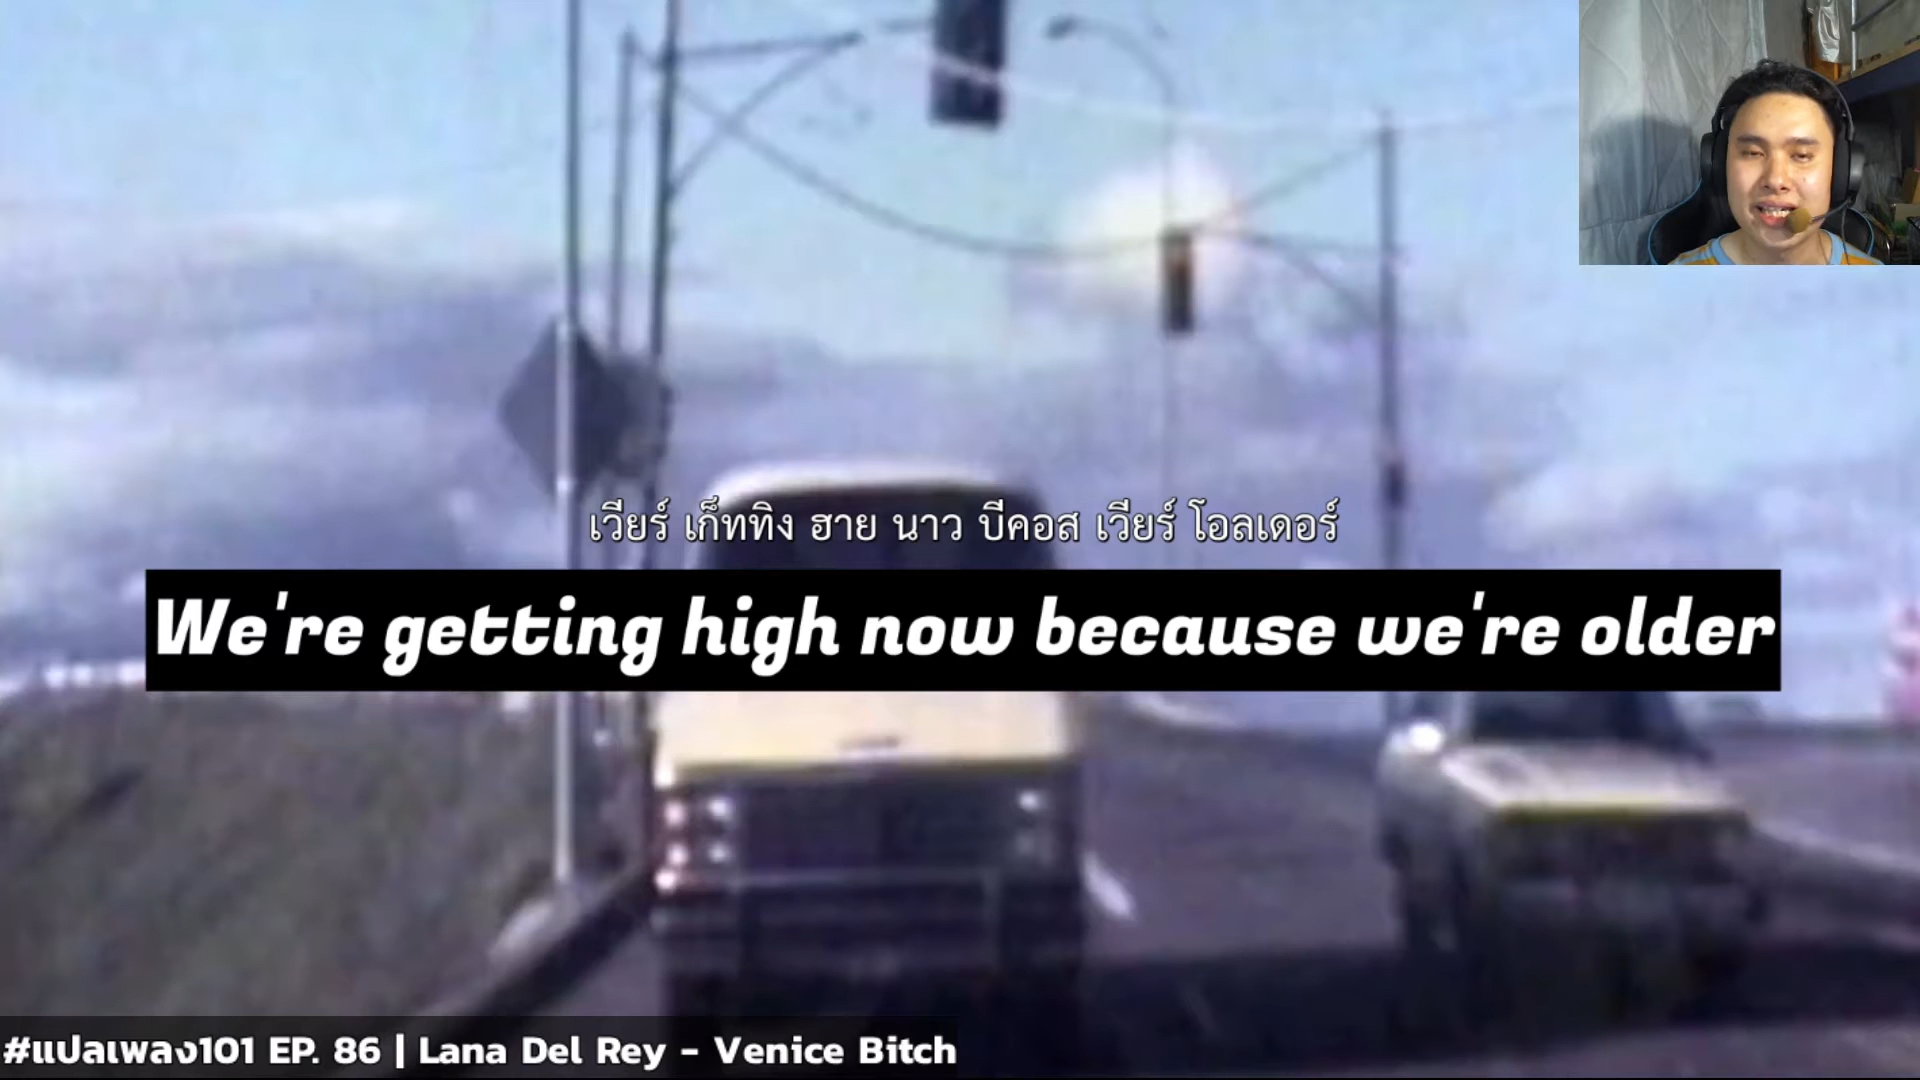 เวียร์ เก็ททิง ฮาย นาว บีคอส เวียร์ โอลเดอร์
We're getting high now because we're older
#แปลเพลง101 EP. 86 | Lana Del Rey - Venice Bitch